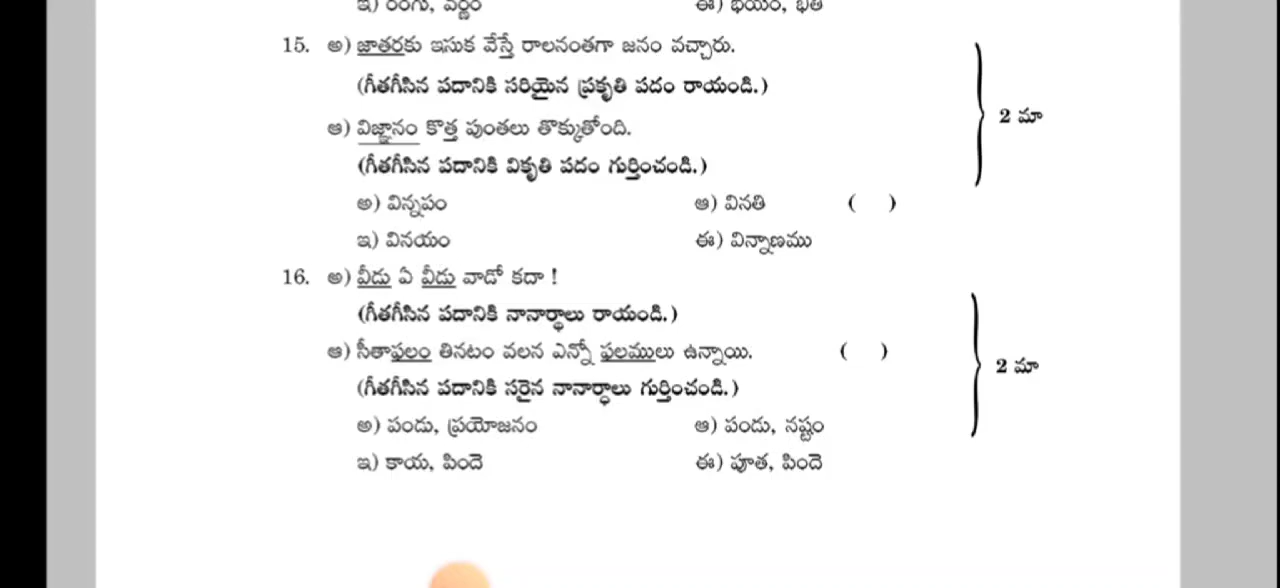 ఇ) రంగు, వర్ణం ఈ) భయం, భీతి
15. అ) జాతరకు ఇసుక వేస్తే రాలనంతగా జనం వచ్చారు.
(గీతగీసిన పదానికి సరియైన ప్రకృతి పదం రాయండి.)
2 మా
ఆ) విజ్ఞానం కొత్త పుంతలు తొక్కుతోంది.
(గీతగీసిన పదానికి వికృతి పదం గుర్తించండి.)
అ) విన్నపం ఆ) వినతి ( )
ఇ) వినయం ఈ) విన్నాణము
16. అ) వీడు ఏ వీడు వాడో కదా !
(గీతగీసిన పదానికి నానార్థాలు రాయండి.)
ఆ) సీతాఫలం తినటం వలన ఎన్నో ఫలములు ఉన్నాయి. ( )
2 మా
(గీతగీసిన పదానికి సరైన నానార్ధాలు గుర్తించండి.)
అ) పండు, ప్రయోజనం ఆ) పండు, నష్టం
ఇ) కాయ, పిందె ఈ) పూత, పిందె